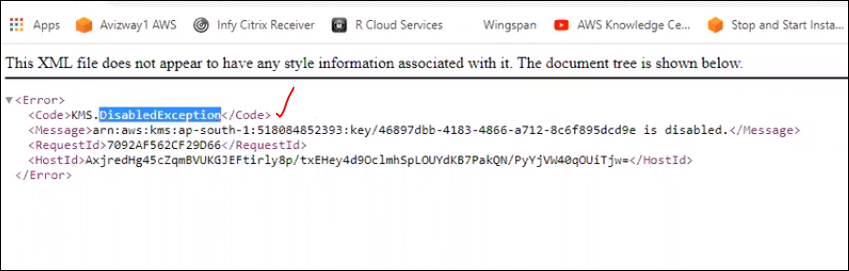 Apps Avizway1 AWS Infy Citrix Receiver R Cloud Services Wingspan AWS Knowledge Ce... Stop and Start Insta...
This XML file does not appear to have any style information associated with it. The document tree is shown below.
▼<Error>
<Code>KMS.DisabledException</Code>
<Message>arn:aws:kms:ap-south-1:518084852393:key/46897dbb-4183-4866-a712-8c6f895dcd9e is disabled.</Message>
<RequestId>7092AF562CF29D66</RequestId>
<HostId>AxjredHg45cZqmBVUKGJEFtirly8p/txEHey4d9OclmhSpLOUYdKB7PakQN/PyYjVW40qOUiTjw=</HostId>
</Error>